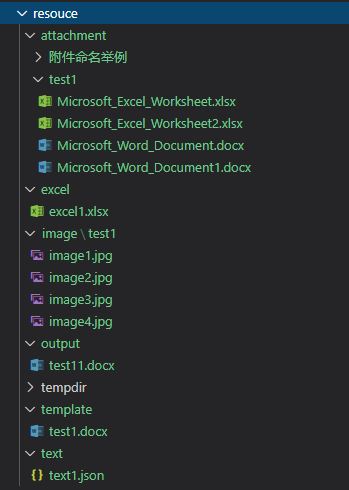 resouce
attachment
附件命名举例
test1
Microsoft_Excel_Worksheet.xlsx
Microsoft_Excel_Worksheet2.xlsx
Microsoft_Word_Document.docx
Microsoft_Word_Document1.docx
excel
excel1.xlsx
image \ test1
image1.jpg
image2.jpg
image3.jpg
image4.jpg
output
test11.docx
tempdir
template
test1.docx
text
{} text1.json